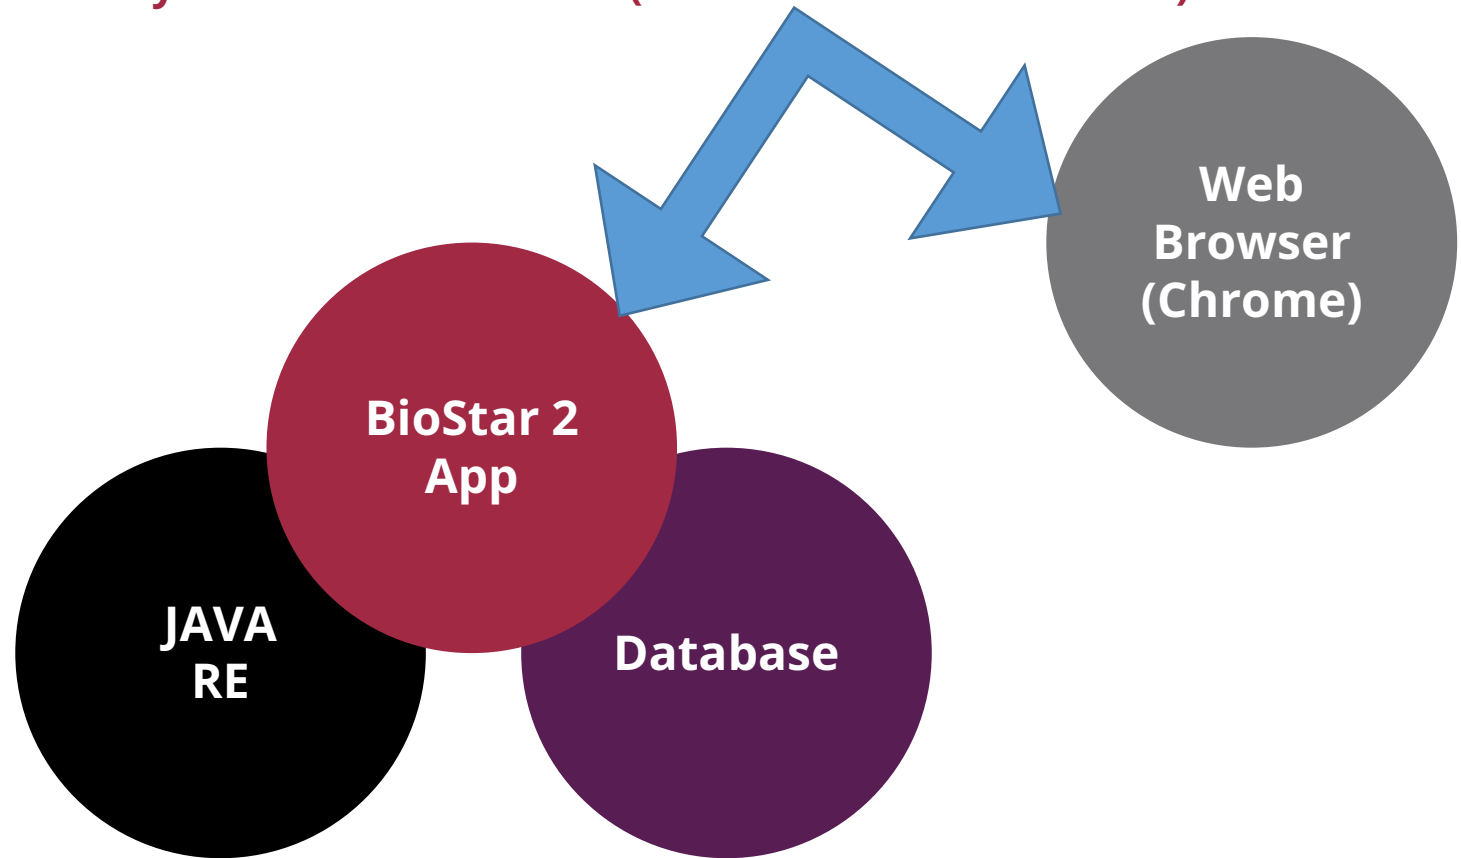 Web
Browser
(Chrome)
BioStar 2
App
JAVA
RE
Database